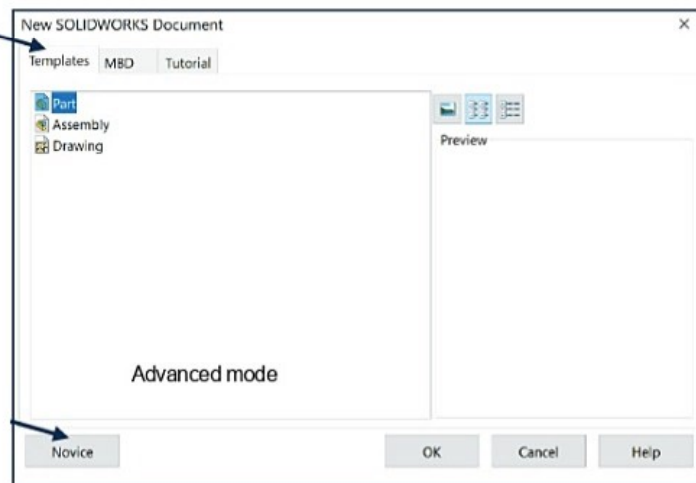 New SOLIDWORKS Document
Templates MBD Tutorial
Part
Assembly
Drawing
Preview
Advanced mode
Novice OK Cancel Help